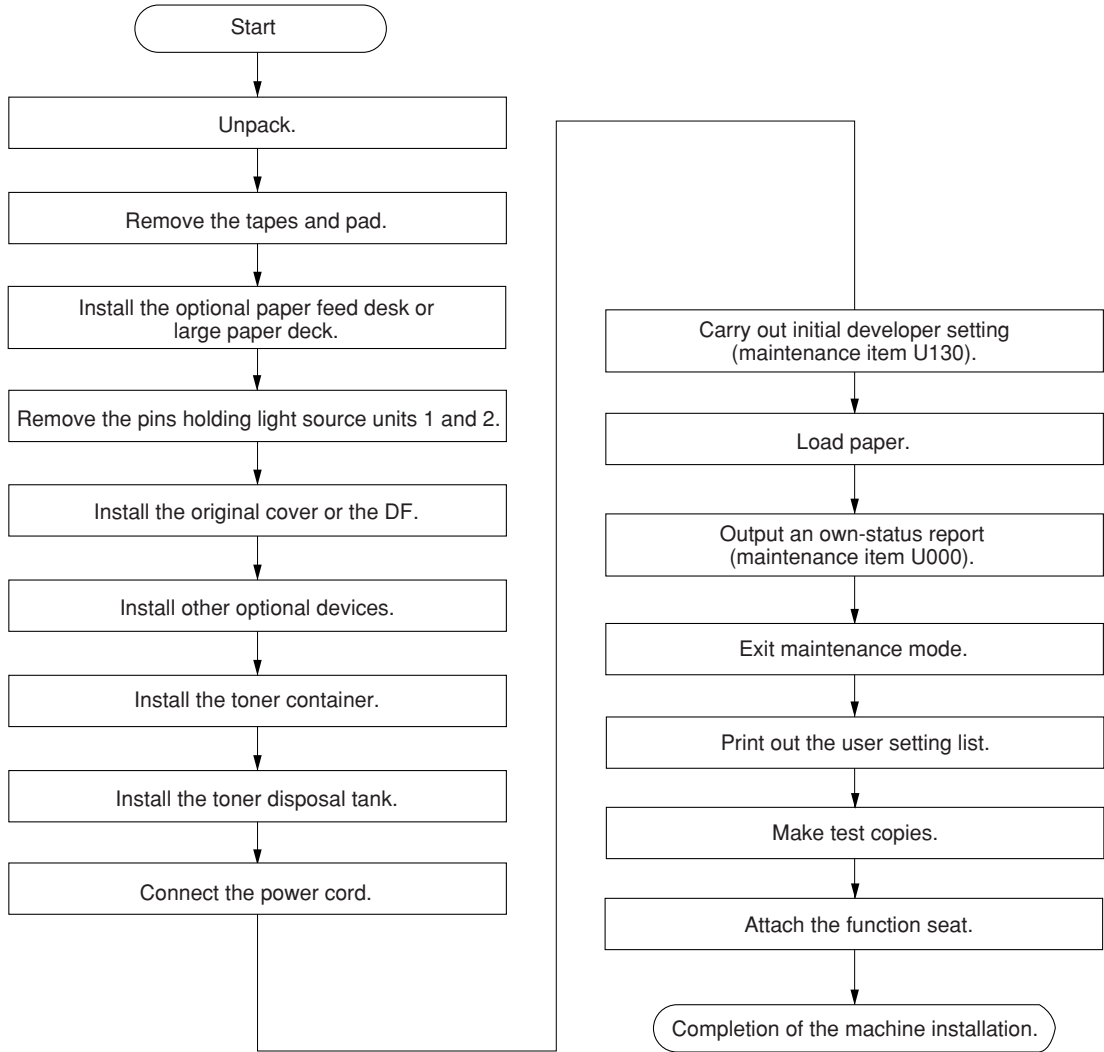 Start
Unpack.
Remove the tapes and pad.
Install the optional paper feed desk or
large paper deck.
Remove the pins holding light source units 1 and 2.
Install the original cover or the DF.
Install other optional devices.
Install the toner container.
Install the toner disposal tank.
Connect the power cord.
Carry out initial developer setting
(maintenance item U130).
Load paper.
Output an own-status report
(maintenance item U000).
Exit maintenance mode.
Print out the user setting list.
Make test copies.
Attach the function seat.
Completion of the machine installation.